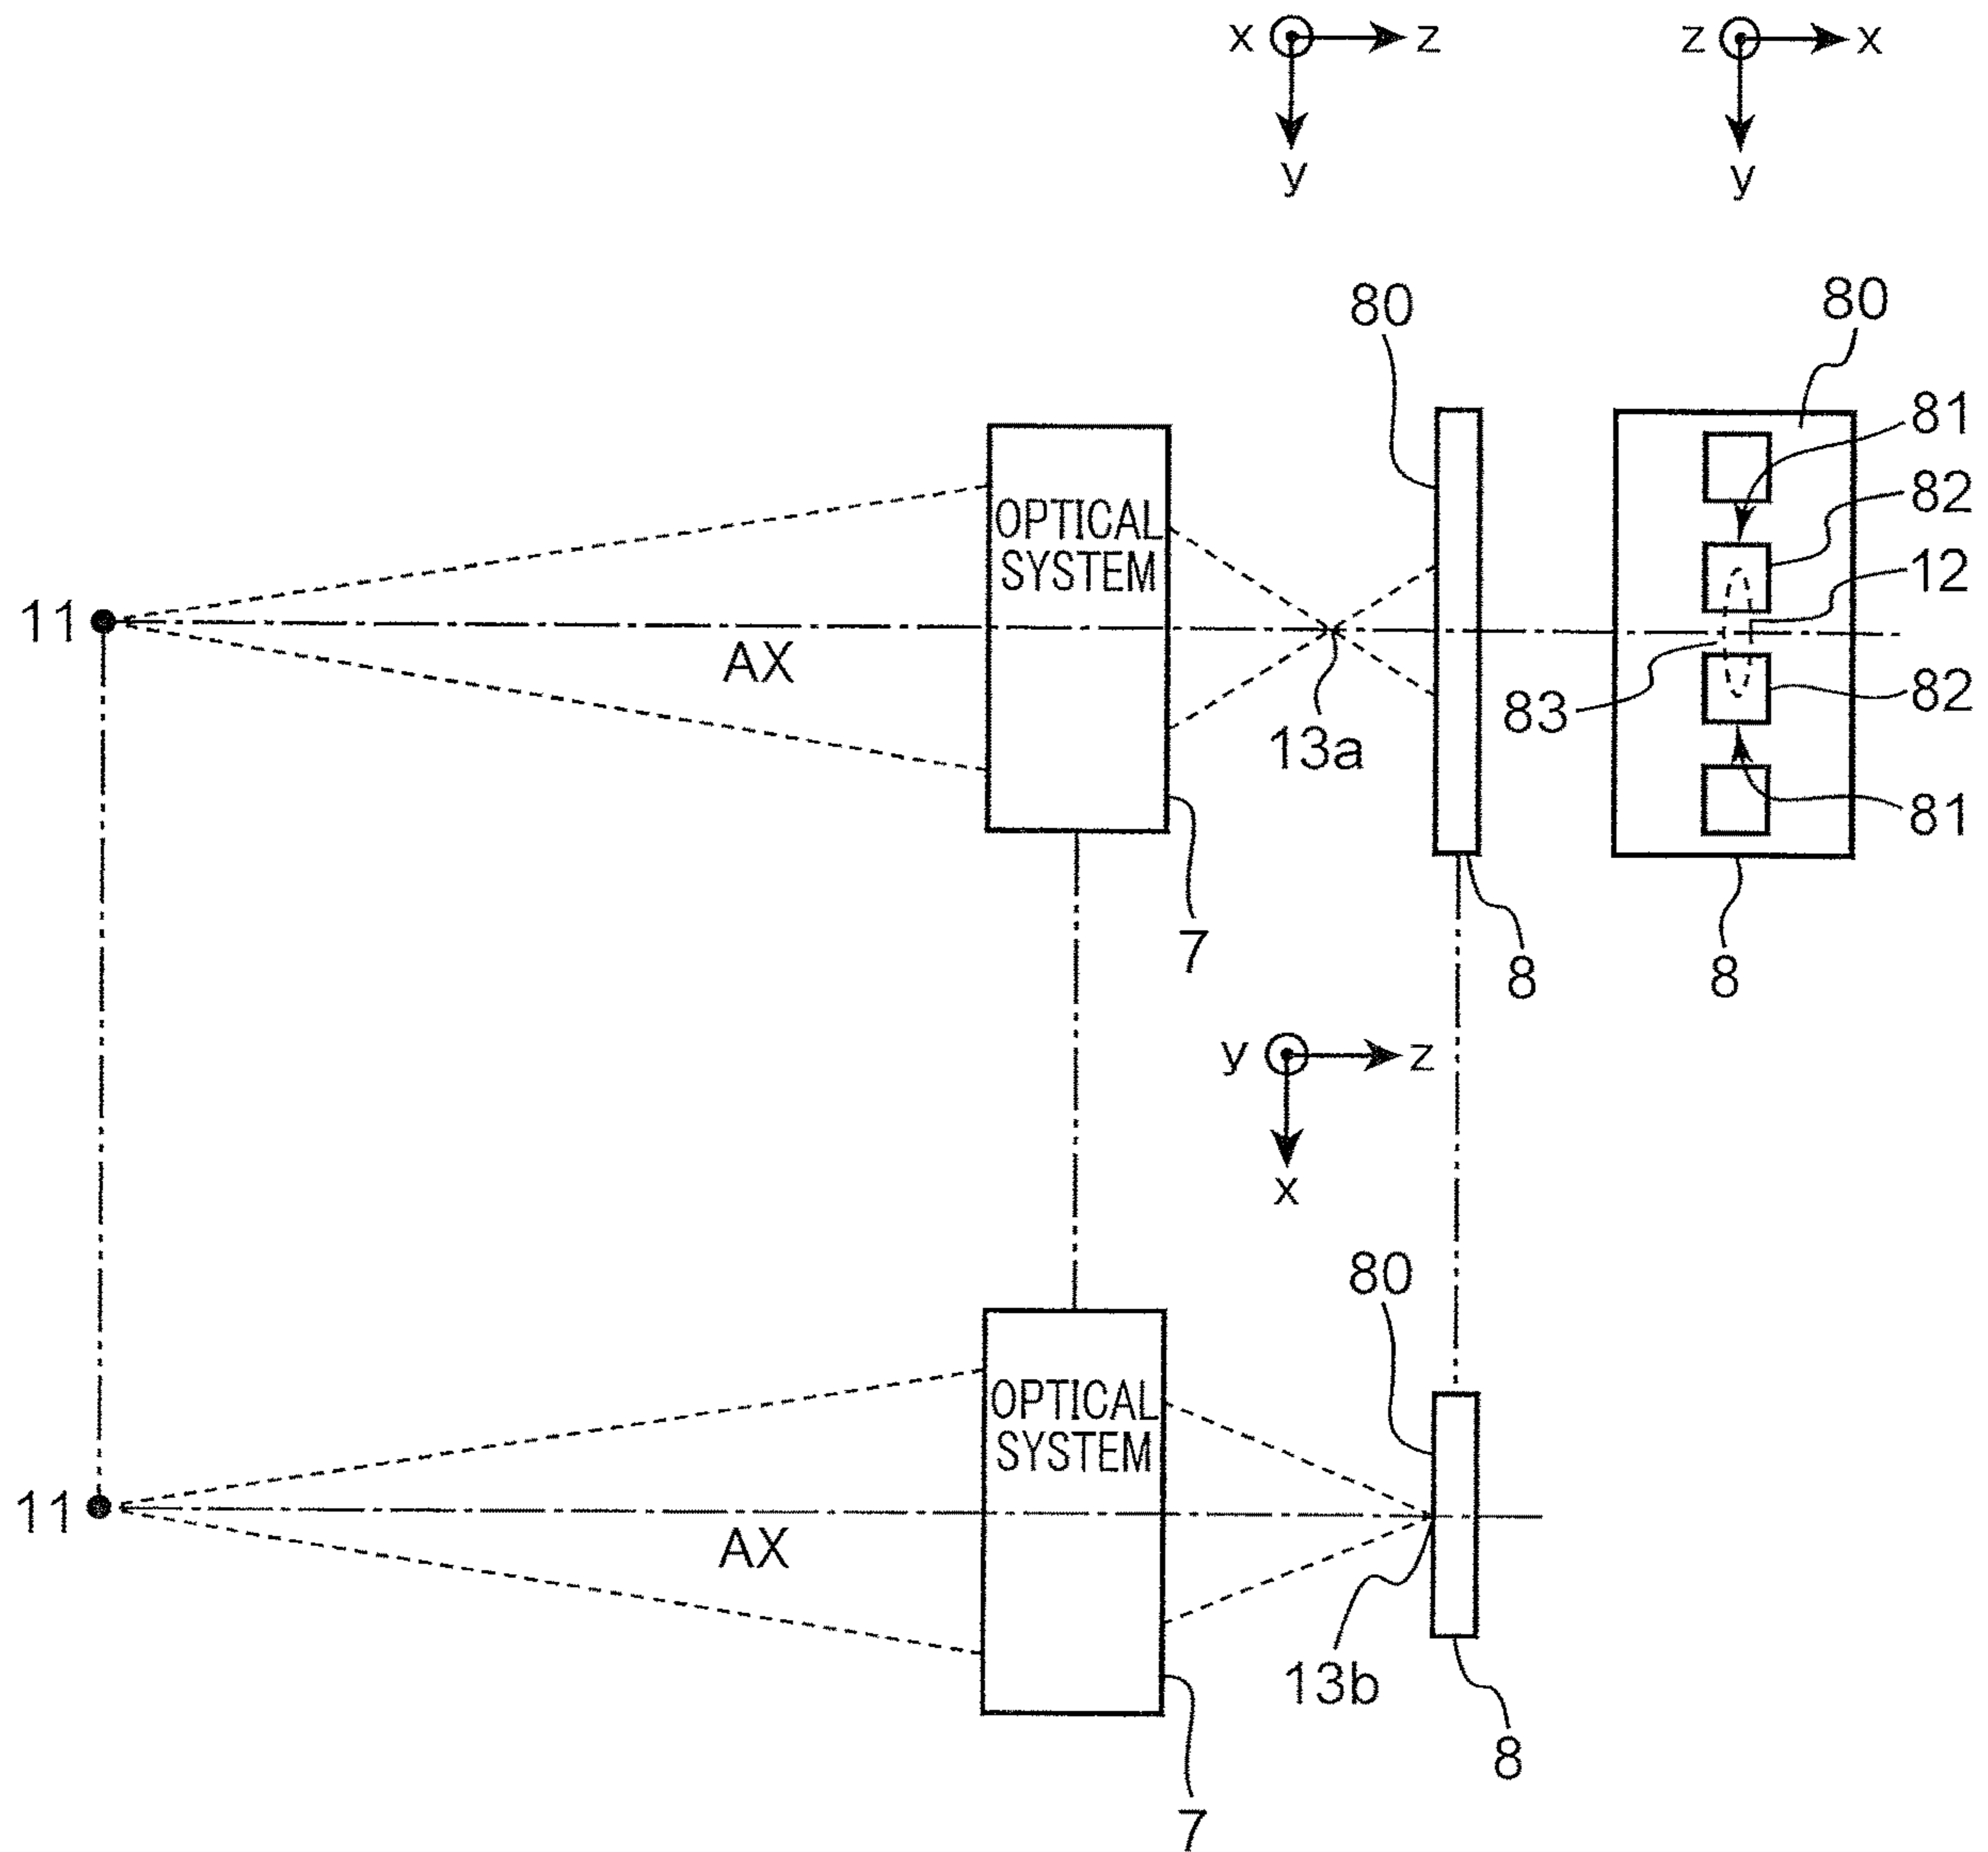 x z z x
y y
80 80
81
OPTICAL 82
SYSTEM 12
11
AX 82
83
13a
81
7 8 8
y z
x
80
OPTICAL
SYSTEM
11
AX
13b
8
7